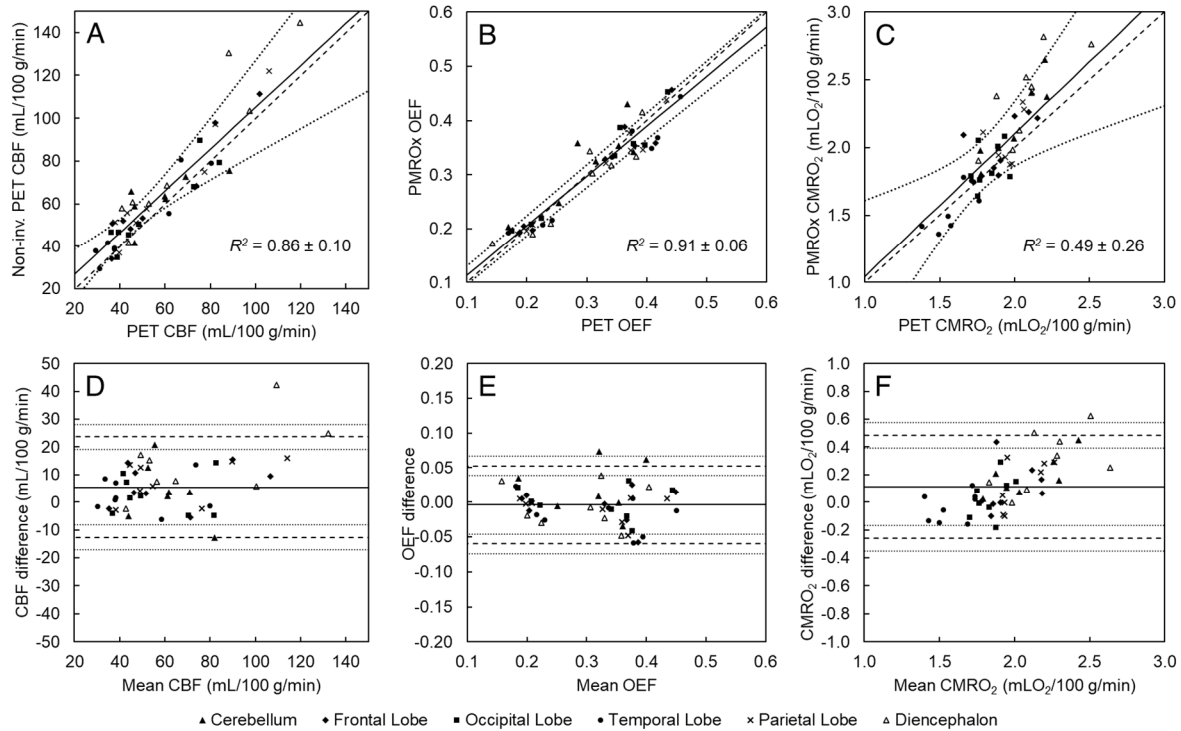 A
Non-inv. PET CBF (mL/100 g/min)
140
120
100
80
60
40
20
R² = 0.86 ± 0.10
20 40 60 80 100 120 140
PET CBF (mL/100 g/min)
B
PMROx OEF
0.6
0.5
0.4
0.3
0.2
0.1
R² = 0.91 ± 0.06
0.1 0.2 0.3 0.4 0.5 0.6
PET OEF
C
PMROx CMRO₂ (mLO₂/100 g/min)
3.0
2.5
2.0
1.5
1.0
R² = 0.49 ± 0.26
1.0 1.5 2.0 2.5 3.0
PET CMRO₂ (mLO₂/100 g/min)
D
CBF difference (mL/100 g/min)
50
40
30
20
10
0
-10
-20
-30
-40
-50
20 40 60 80 100 120 140
Mean CBF (mL/100 g/min)
E
OEF difference
0.20
0.15
0.10
0.05
0.00
-0.05
-0.10
-0.15
-0.20
0.1 0.2 0.3 0.4 0.5 0.6
Mean OEF
F
CMRO₂ difference (mLO₂/100 g/min)
1.0
0.8
0.6
0.4
0.2
0.0
-0.2
-0.4
-0.6
-0.8
-1.0
1.0 1.5 2.0 2.5 3.0
Mean CMRO₂ (mLO₂/100 g/min)
▲ Cerebellum ◆ Frontal Lobe ■ Occipital Lobe ● Temporal Lobe × Parietal Lobe △ Diencephalon